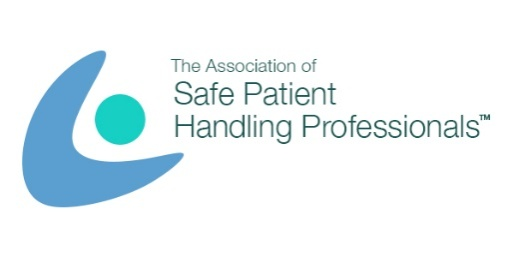 The Association of
Safe Patient
Handling Professionals™